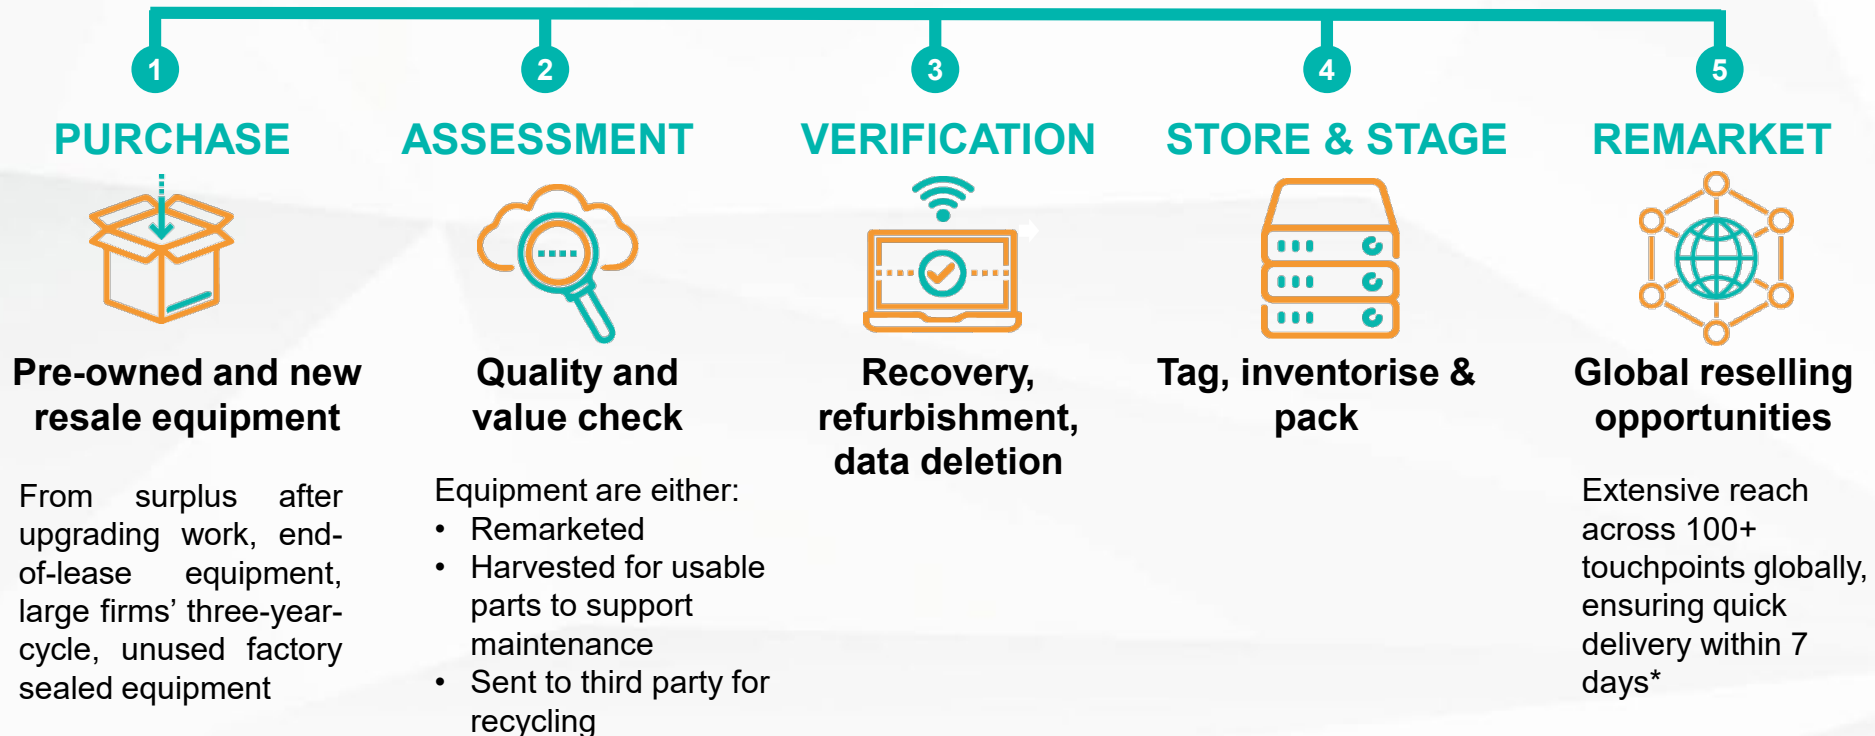 1
PURCHASE
Pre-owned and new
resale equipment
From surplus after
upgrading work, end-
of-lease equipment,
large firms’ three-year-
cycle, unused factory
sealed equipment
2
ASSESSMENT
Quality and
value check
Equipment are either:
• Remarketed
• Harvested for usable
parts to support
maintenance
• Sent to third party for
recycling
3
VERIFICATION
Recovery,
refurbishment,
data deletion
4
STORE & STAGE
Tag, inventorise &
pack
5
REMARKET
Global reselling
opportunities
Extensive reach
across 100+
touchpoints globally,
ensuring quick
delivery within 7
days*